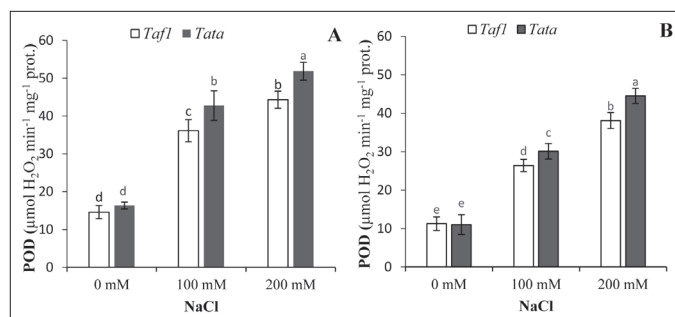 Taf1 Tata A
60
50
40
30
20
10
0
POD (μmol H₂O₂ min⁻¹ mg⁻¹ prot.)
d d c b b a
0 mM 100 mM 200 mM
NaCl
Taf1 Tata B
60
50
40
30
20
10
0
POD (μmol H₂O₂ min⁻¹ mg⁻¹ prot.)
e e d c b a
0 mM 100 mM 200 mM
NaCl